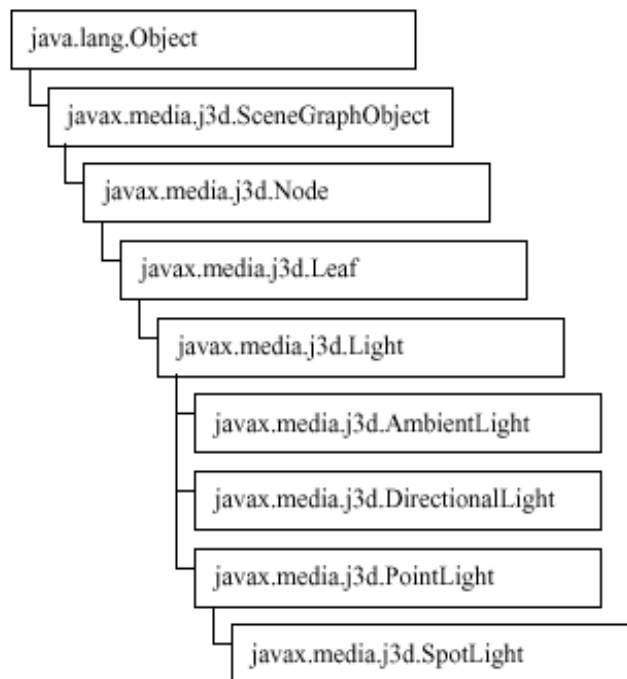 java.lang.Object
javax.media.j3d.SceneGraphObject
javax.media.j3d.Node
javax.media.j3d.Leaf
javax.media.j3d.Light
javax.media.j3d.AmbientLight
javax.media.j3d.DirectionalLight
javax.media.j3d.PointLight
javax.media.j3d.SpotLight